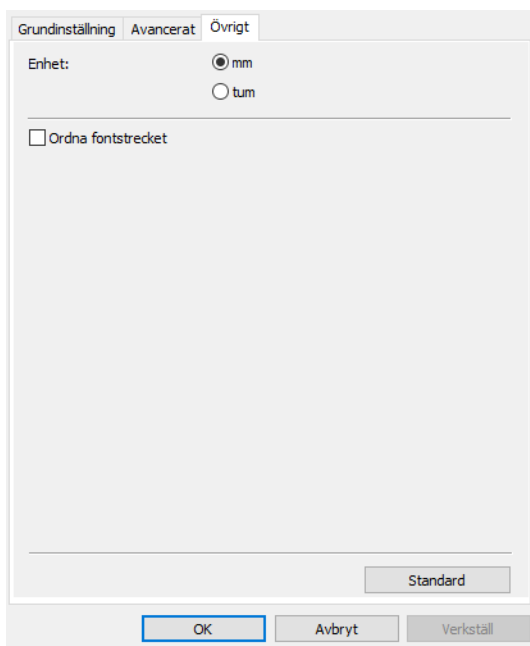 Grundinställning Avancerat Övrigt
Enhet: mm
tum
Ordna fontstrecket
Standard
OK Avbryt Verkställ